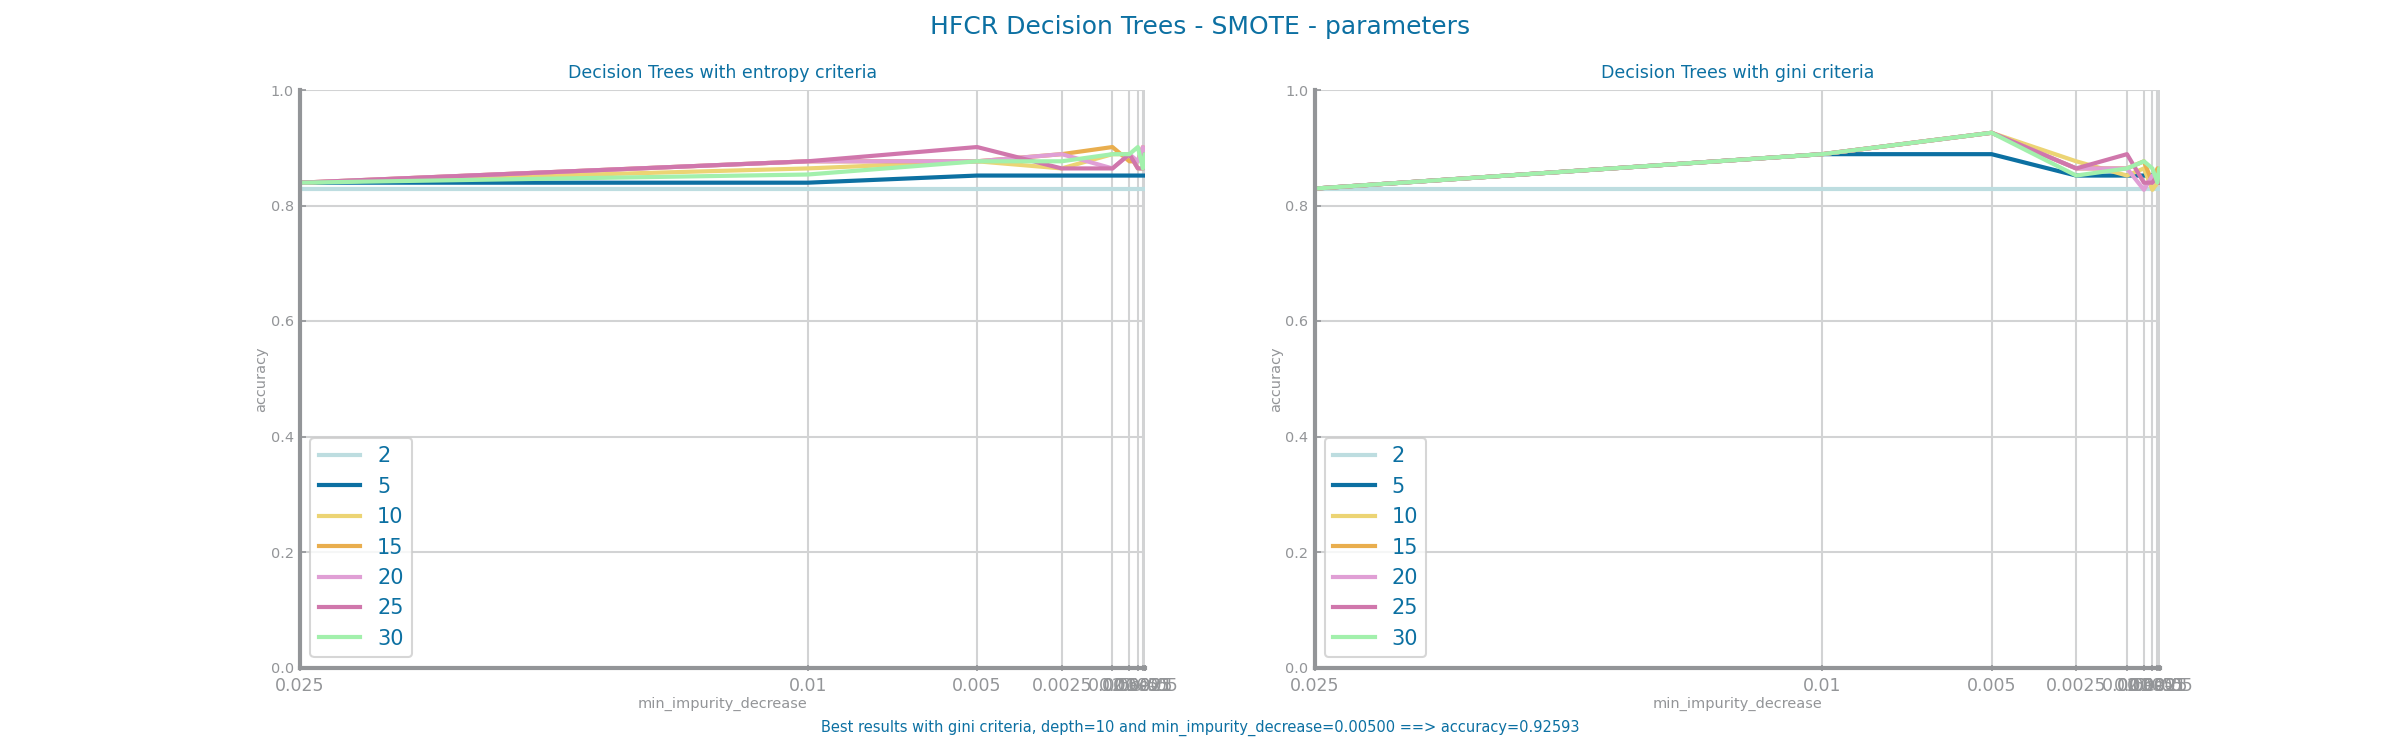 HFCR Decision Trees - SMOTE - parameters
Decision Trees with entropy criteria
1.0
0.8
0.6
0.4
0.2
0.0
accuracy
2
5
10
15
20
25
30
0.025 0.01 0.005 0.0025
min_impurity_decrease
Decision Trees with gini criteria
1.0
0.8
0.6
0.4
0.2
0.0
accuracy
2
5
10
15
20
25
30
0.025 0.01 0.005 0.0025
min_impurity_decrease
Best results with gini criteria, depth=10 and min_impurity_decrease=0.00500 ==> accuracy=0.92593